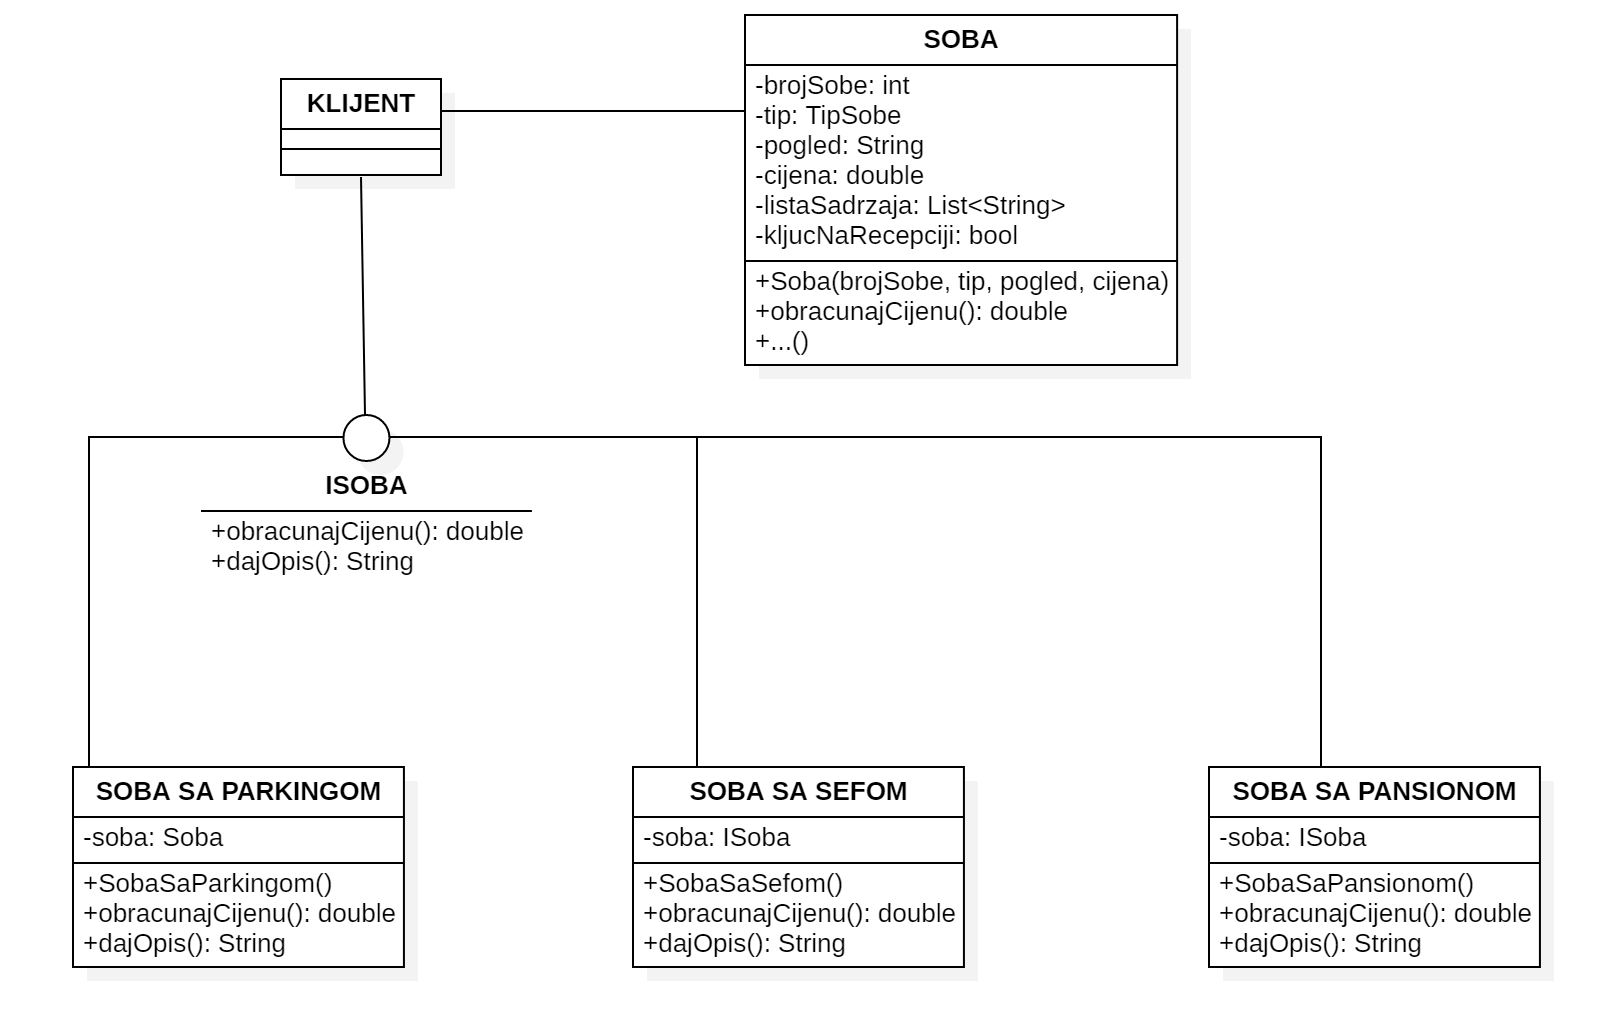 KLIJENT
SOBA
-brojSobe: int
-tip: TipSobe
-pogled: String
-cijena: double
-listaSadrzaja: List<String>
-kljucNaRecepciji: bool
+Soba(brojSobe, tip, pogled, cijena)
+obracunajCijenu(): double
+...()
ISOBA
+obracunajCijenu(): double
+dajOpis(): String
SOBA SA PARKINGOM
-soba: Soba
+SobaSaParkingom()
+obracunajCijenu(): double
+dajOpis(): String
SOBA SA SEFOM
-soba: ISoba
+SobaSaSefom()
+obracunajCijenu(): double
+dajOpis(): String
SOBA SA PANSIONOM
-soba: ISoba
+SobaSaPansionom()
+obracunajCijenu(): double
+dajOpis(): String